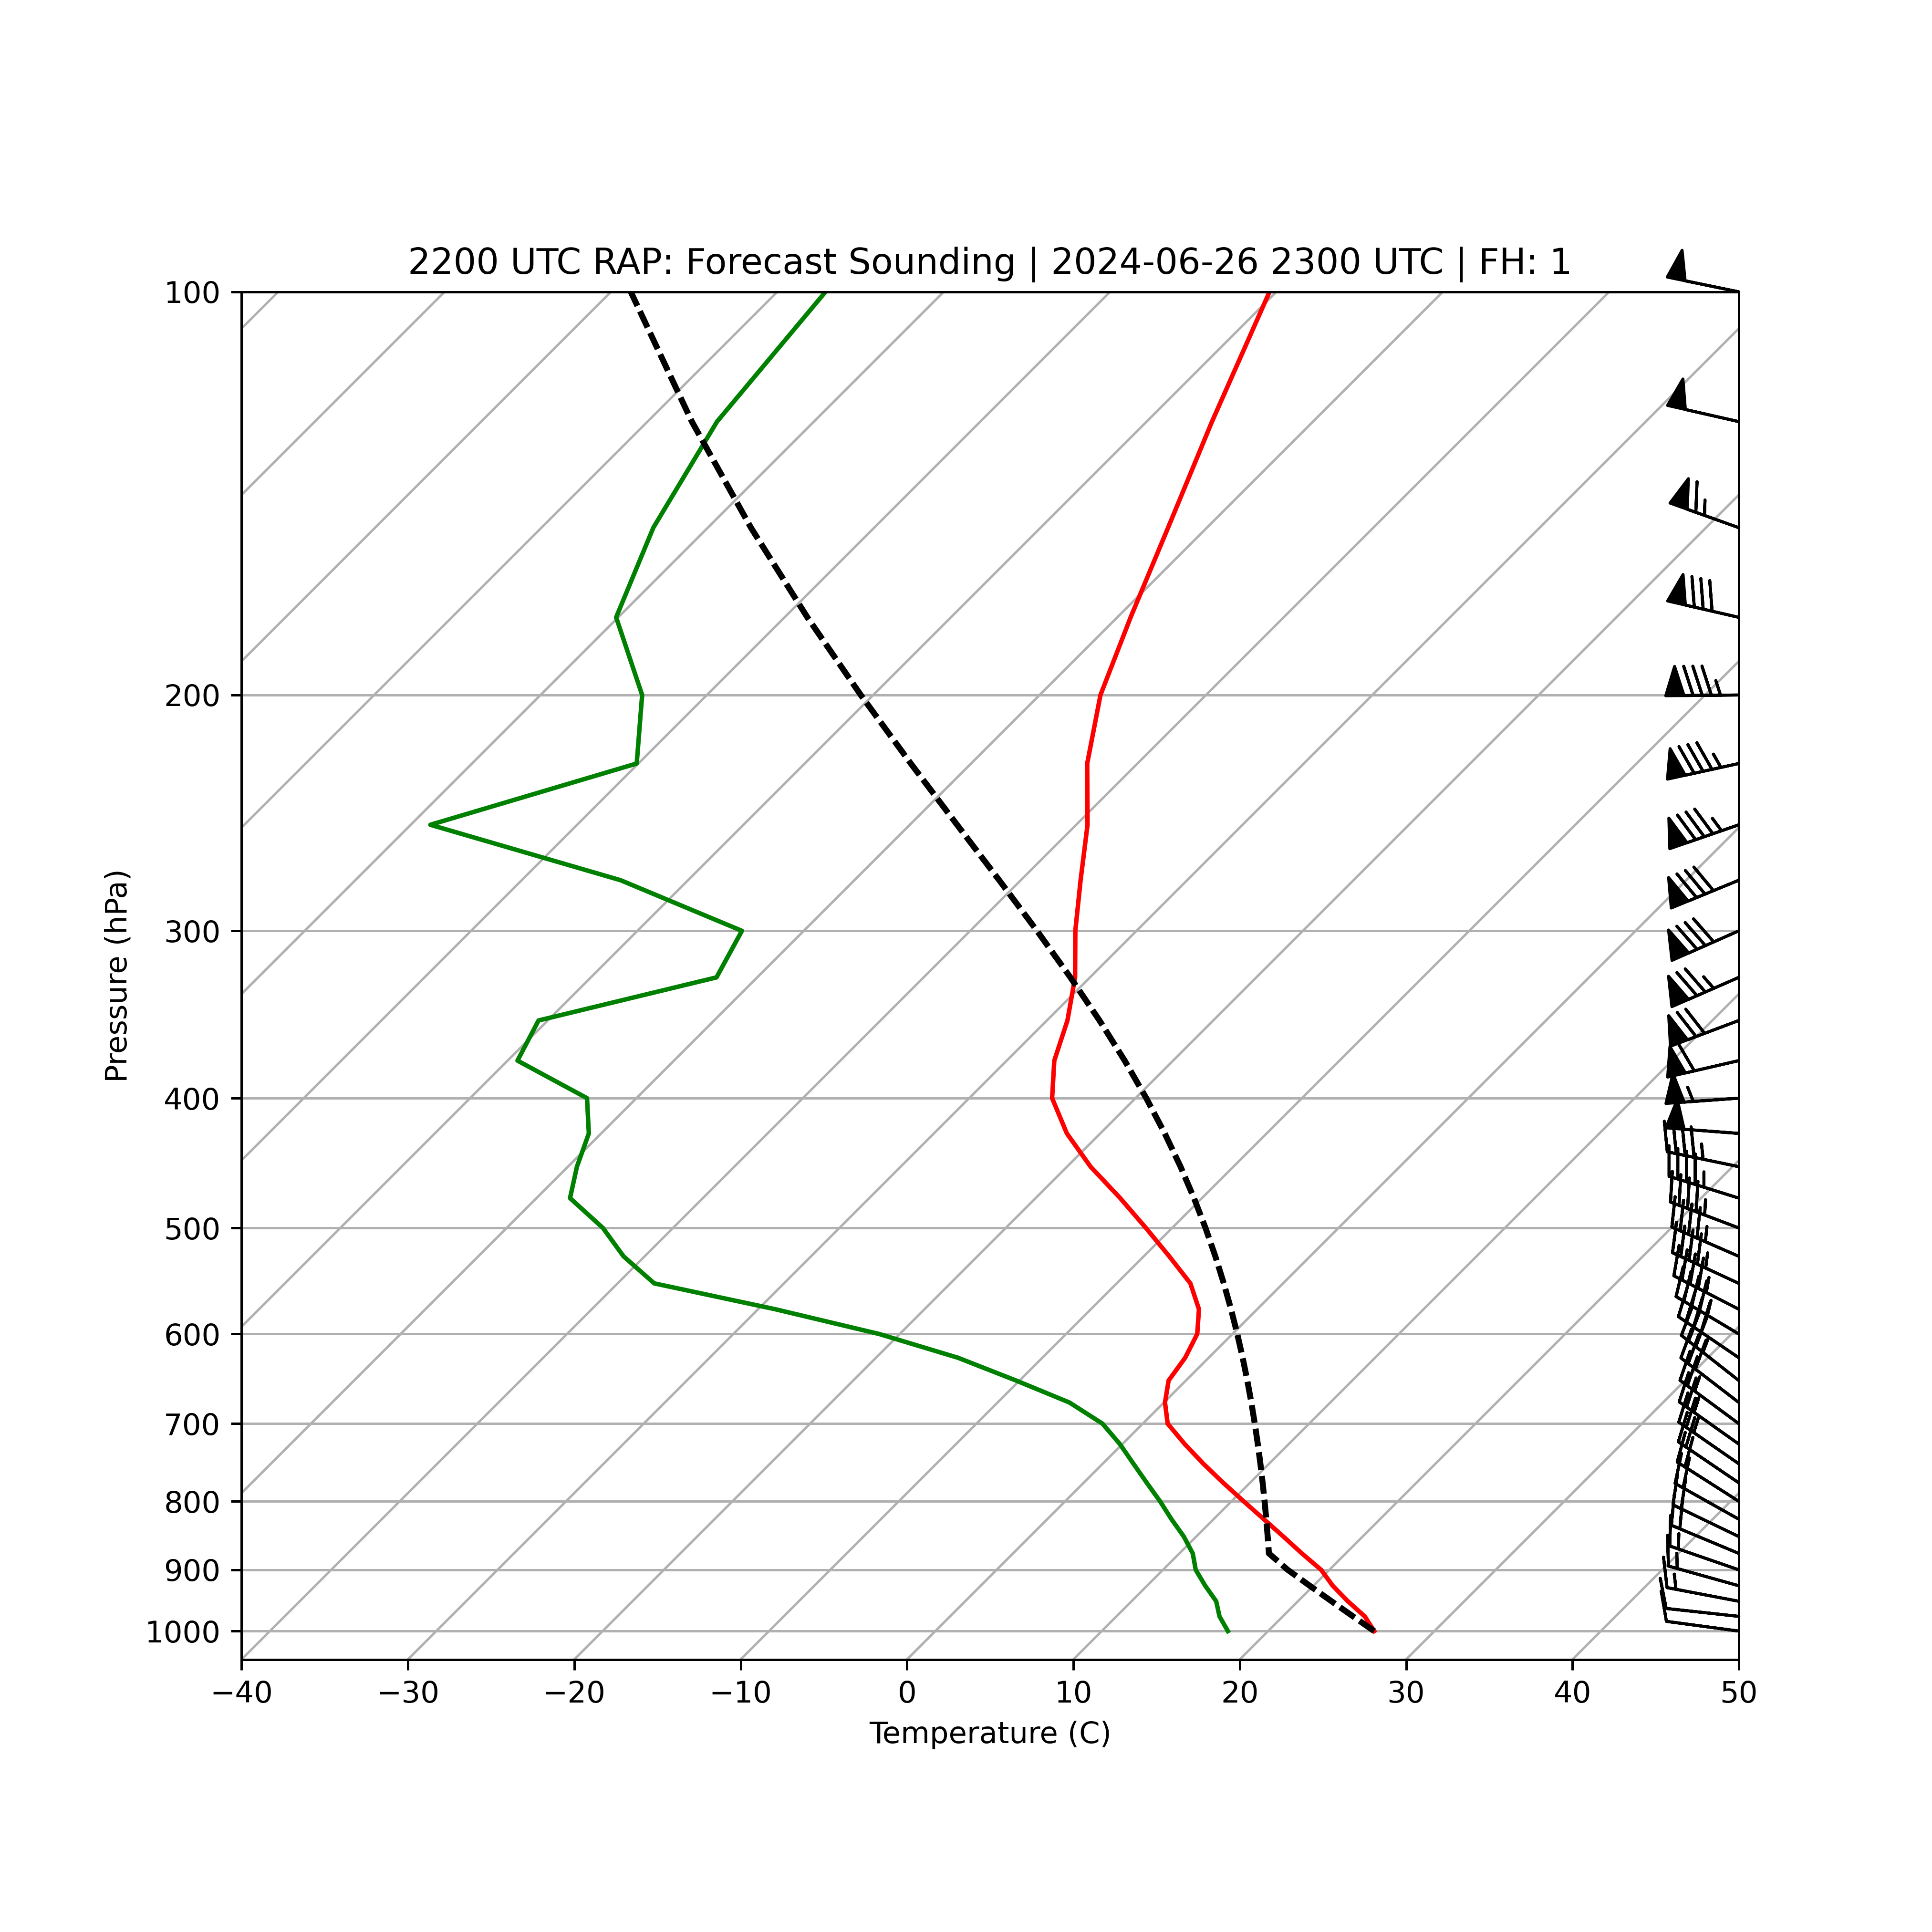 2200 UTC RAP: Forecast Sounding | 2024-06-26 2300 UTC | FH: 1
100
200
300
400
500
600
700
800
900
1000
Pressure (hPa)
−40 −30 −20 −10 0 10 20 30 40 50
Temperature (C)